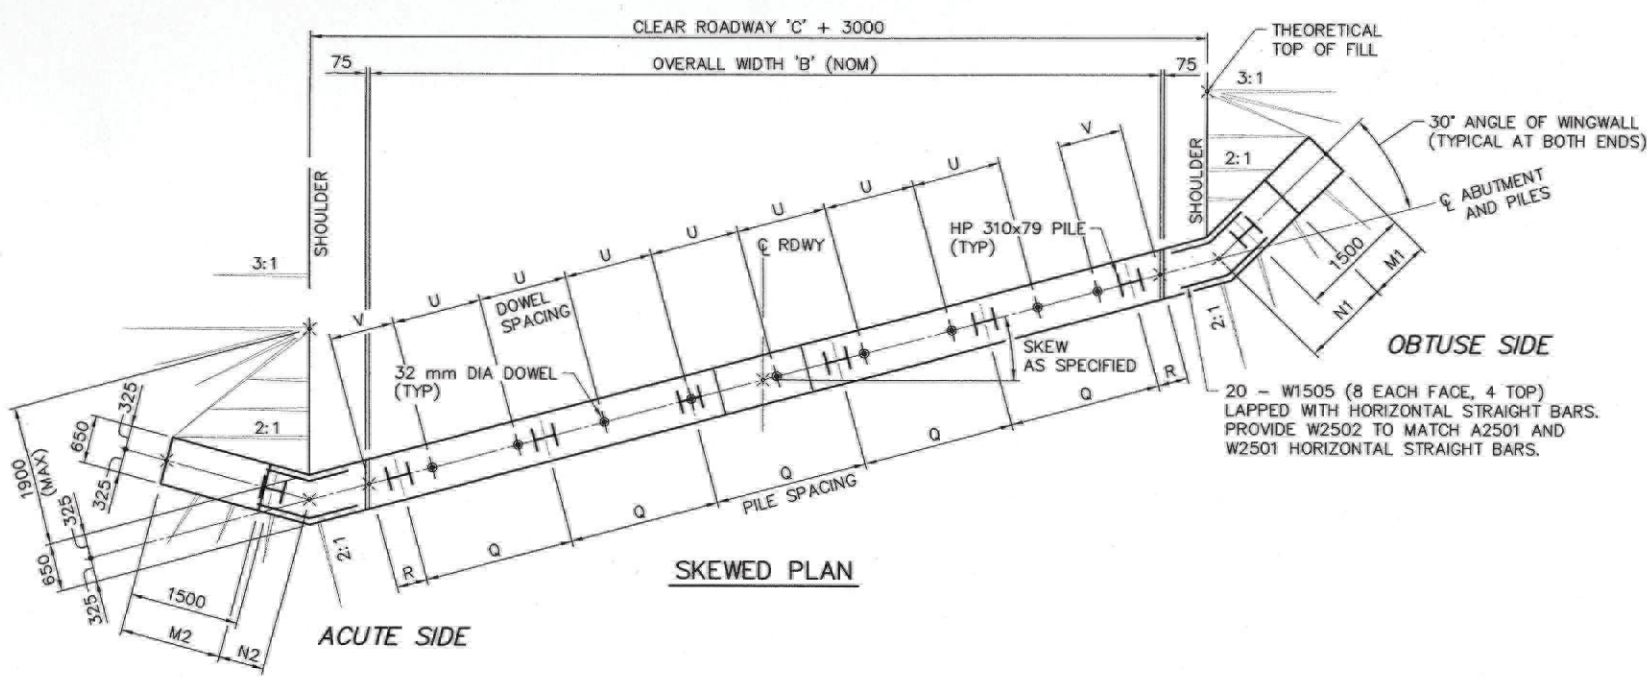 CLEAR ROADWAY 'C' + 3000
THEORETICAL
TOP OF FILL
75
OVERALL WIDTH 'B' (NOM)
75
3:1
30° ANGLE OF WINGWALL
(TYPICAL AT BOTH ENDS)
V
SHOULDER
SHOULDER
2:1
U
U
U
U
U
U
U
V
℄ ABUTMENT
AND PILES
HP 310x79 PILE
(TYP)
℄ RDWY
3:1
DOWEL
SPACING
1500
M1
N1
2:1
OBTUSE SIDE
SKEW
AS SPECIFIED
32 mm DIA DOWEL
(TYP)
R
20 - W1505 (8 EACH FACE, 4 TOP)
LAPPED WITH HORIZONTAL STRAIGHT BARS.
PROVIDE W2502 TO MATCH A2501 AND
W2501 HORIZONTAL STRAIGHT BARS.
325
650
2:1
325
1900
(MAX)
325
650
325
Q
Q
Q
Q
Q
PILE SPACING
2:1
R
SKEWED PLAN
1500
M2
N2
ACUTE SIDE